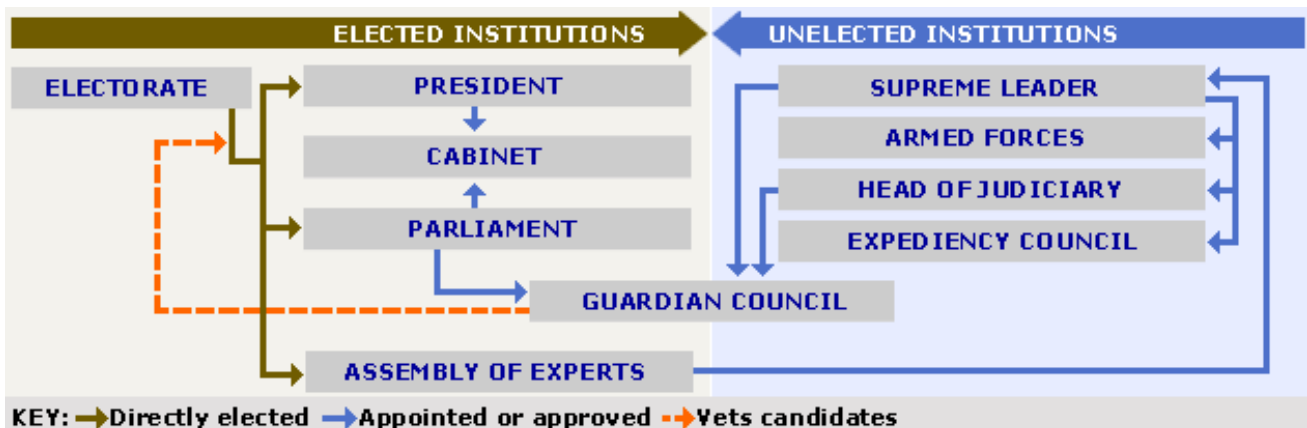 ELECTED INSTITUTIONS
UNELECTED INSTITUTIONS
ELECTORATE
PRESIDENT
CABINET
PARLIAMENT
SUPREME LEADER
ARMED FORCES
HEAD OF JUDICIARY
EXPEDIENCY COUNCIL
GUARDIAN COUNCIL
ASSEMBLY OF EXPERTS
KEY: Directly elected Appointed or approved Vets candidates